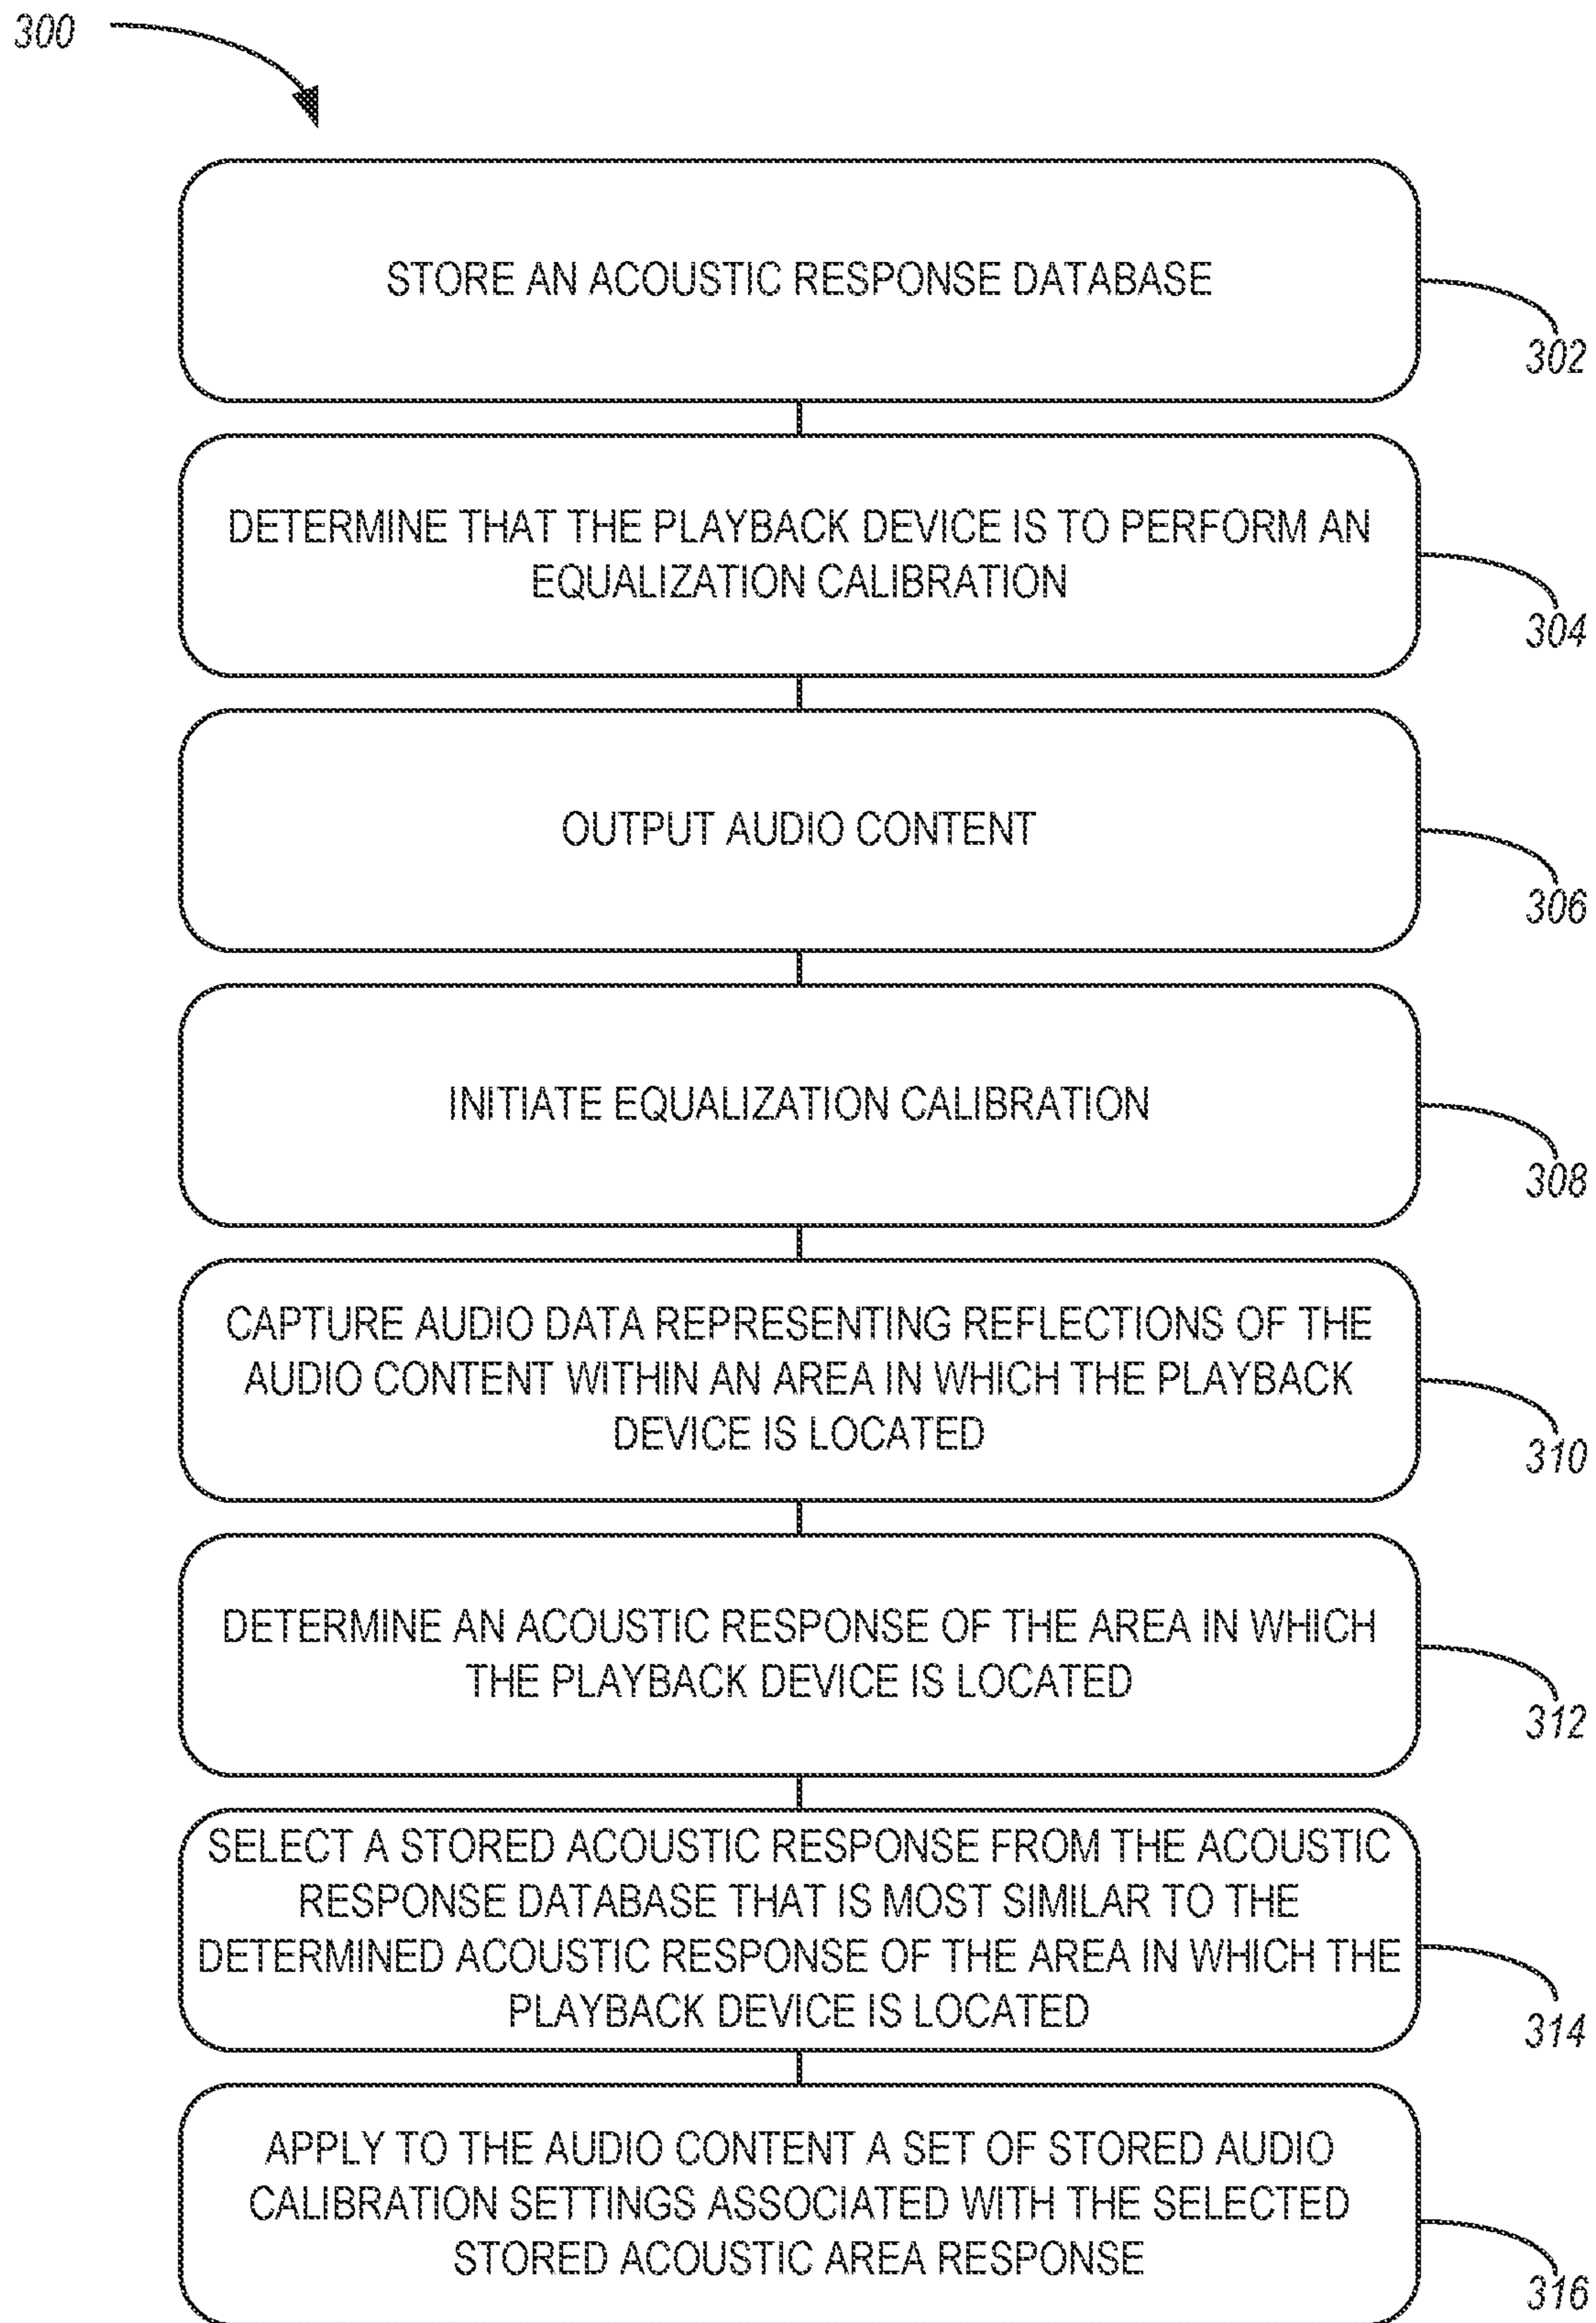 300
STORE AN ACOUSTIC RESPONSE DATABASE
302
DETERMINE THAT THE PLAYBACK DEVICE IS TO PERFORM AN
EQUALIZATION CALIBRATION
304
OUTPUT AUDIO CONTENT
306
INITIATE EQUALIZATION CALIBRATION
308
CAPTURE AUDIO DATA REPRESENTING REFLECTIONS OF THE
AUDIO CONTENT WITHIN AN AREA IN WHICH THE PLAYBACK
DEVICE IS LOCATED
310
DETERMINE AN ACOUSTIC RESPONSE OF THE AREA IN WHICH
THE PLAYBACK DEVICE IS LOCATED
312
SELECT A STORED ACOUSTIC RESPONSE FROM THE ACOUSTIC
RESPONSE DATABASE THAT IS MOST SIMILAR TO THE
DETERMINED ACOUSTIC RESPONSE OF THE AREA IN WHICH THE
PLAYBACK DEVICE IS LOCATED
314
APPLY TO THE AUDIO CONTENT A SET OF STORED AUDIO
CALIBRATION SETTINGS ASSOCIATED WITH THE SELECTED
STORED ACOUSTIC AREA RESPONSE
316